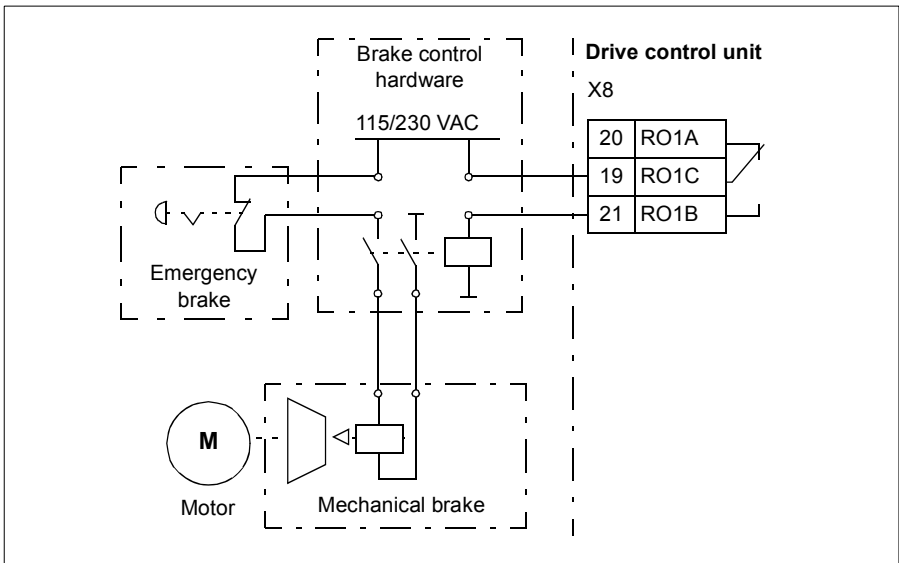 Brake control
hardware
115/230 VAC
Drive control unit
X8
20 RO1A
19 RO1C
21 RO1B
Emergency
brake
M
Motor
Mechanical brake